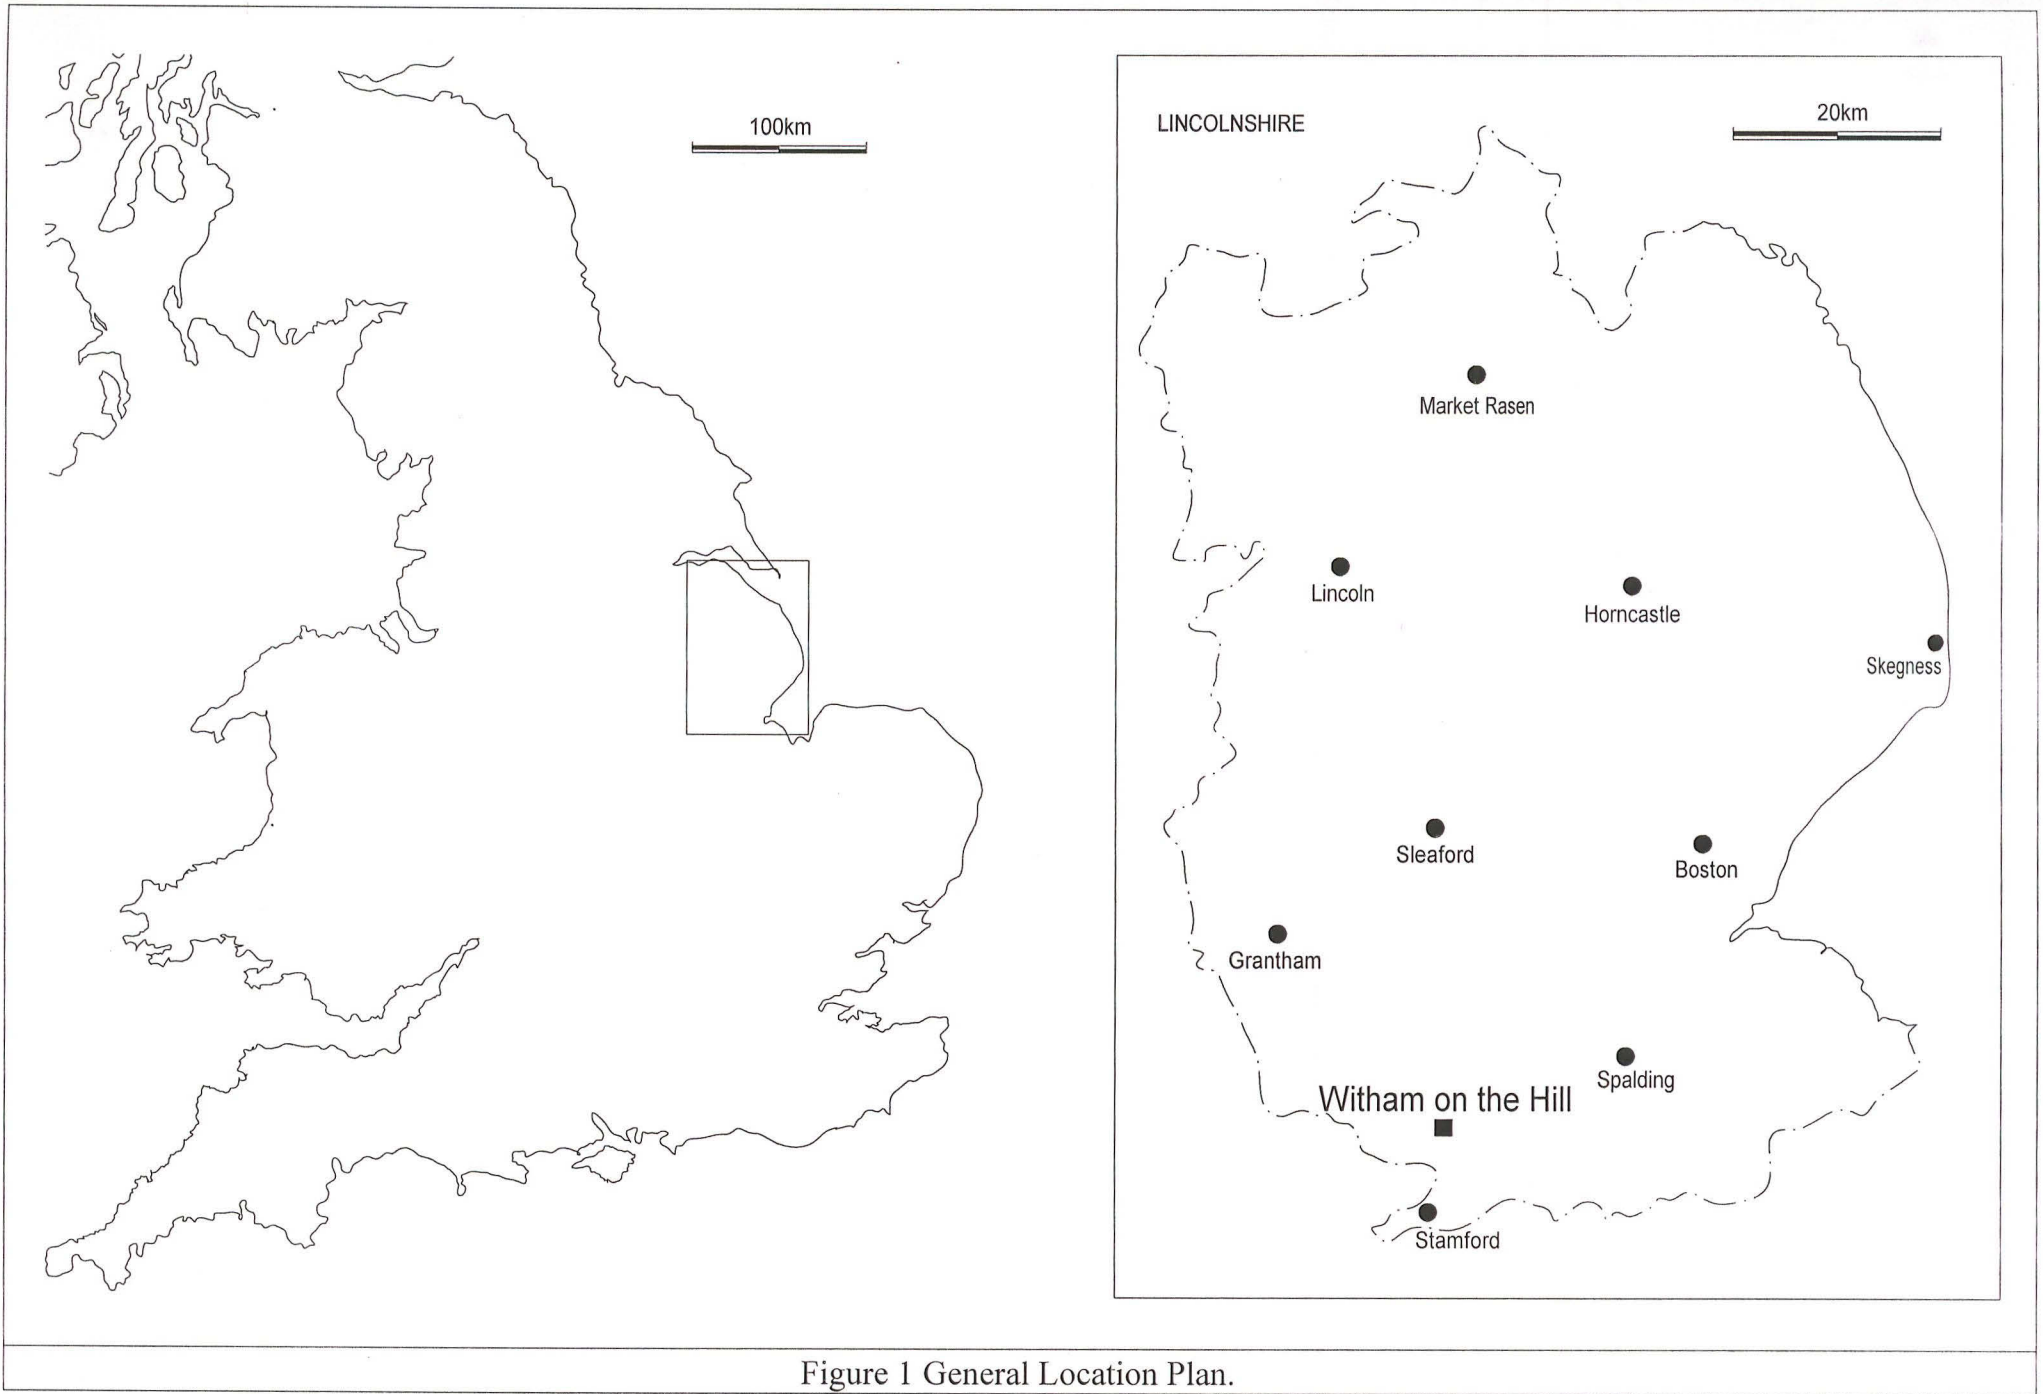 100km
LINCOLNSHIRE
20km
Market Rasen
Lincoln
Horncastle
Skegness
Sleaford
Boston
Grantham
Spalding
Witham on the Hill
Stamford
Figure 1 General Location Plan.